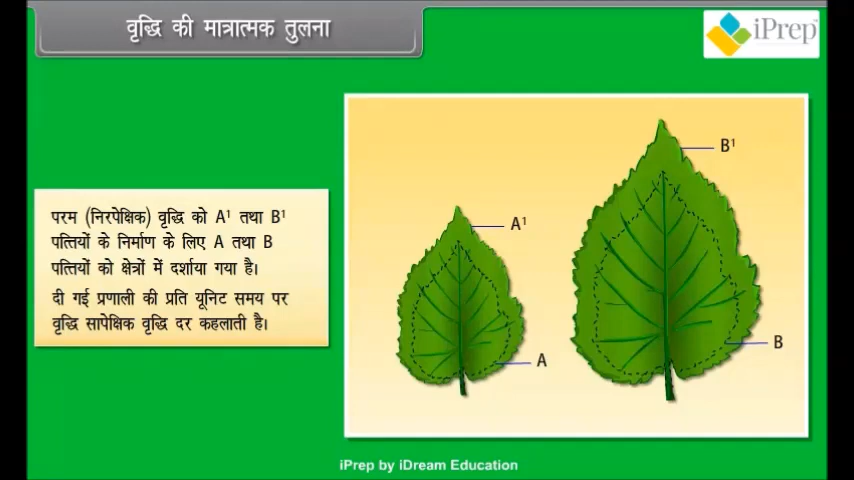 वृद्धि की मात्रात्मक तुलना
iPrep
परम (निरपेक्षिक) वृद्धि को A¹ तथा B¹
पत्तियों के निर्माण के लिए A तथा B
पत्तियों को क्षेत्रों में दर्शाया गया है।
दी गई प्रणाली की प्रति यूनिट समय पर
वृद्धि सापेक्षिक वृद्धि दर कहलाती है।
A¹
A
B¹
B
iPrep by iDream Education